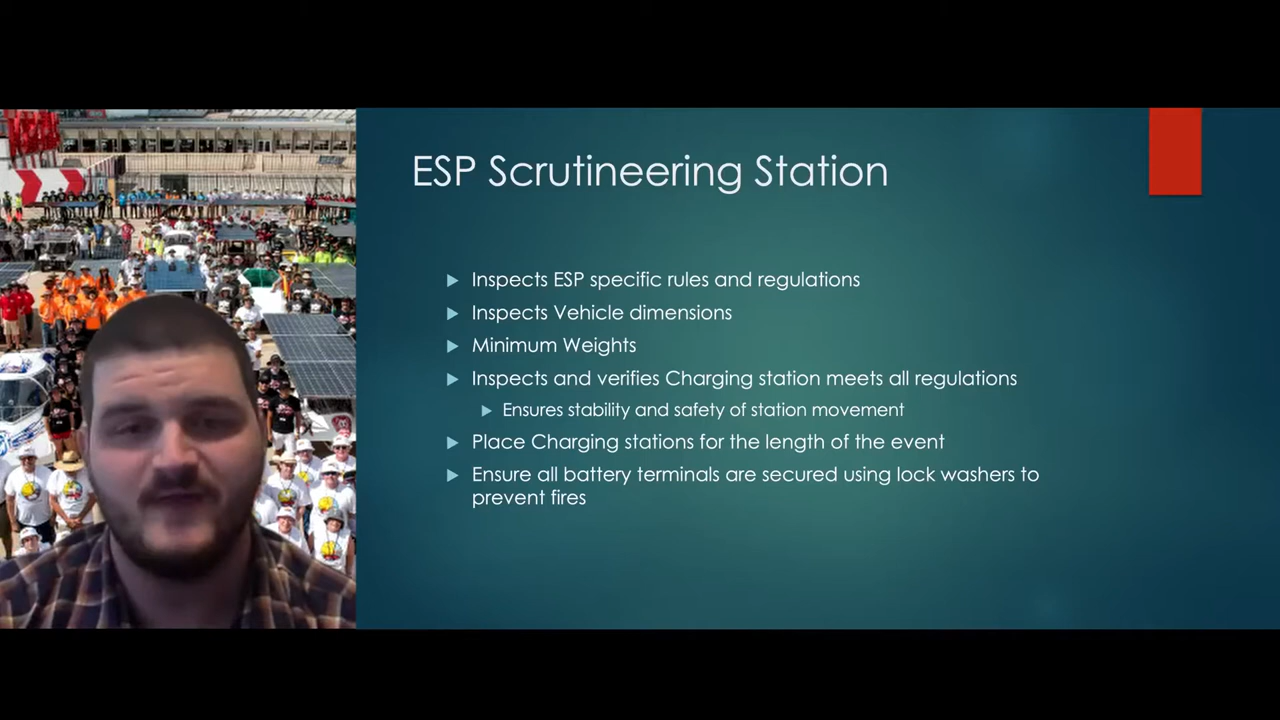 ESP Scrutineering Station
Inspects ESP specific rules and regulations
Inspects Vehicle dimensions
Minimum Weights
Inspects and verifies Charging station meets all regulations
Ensures stability and safety of station movement
Place Charging stations for the length of the event
Ensure all battery terminals are secured using lock washers to
prevent fires